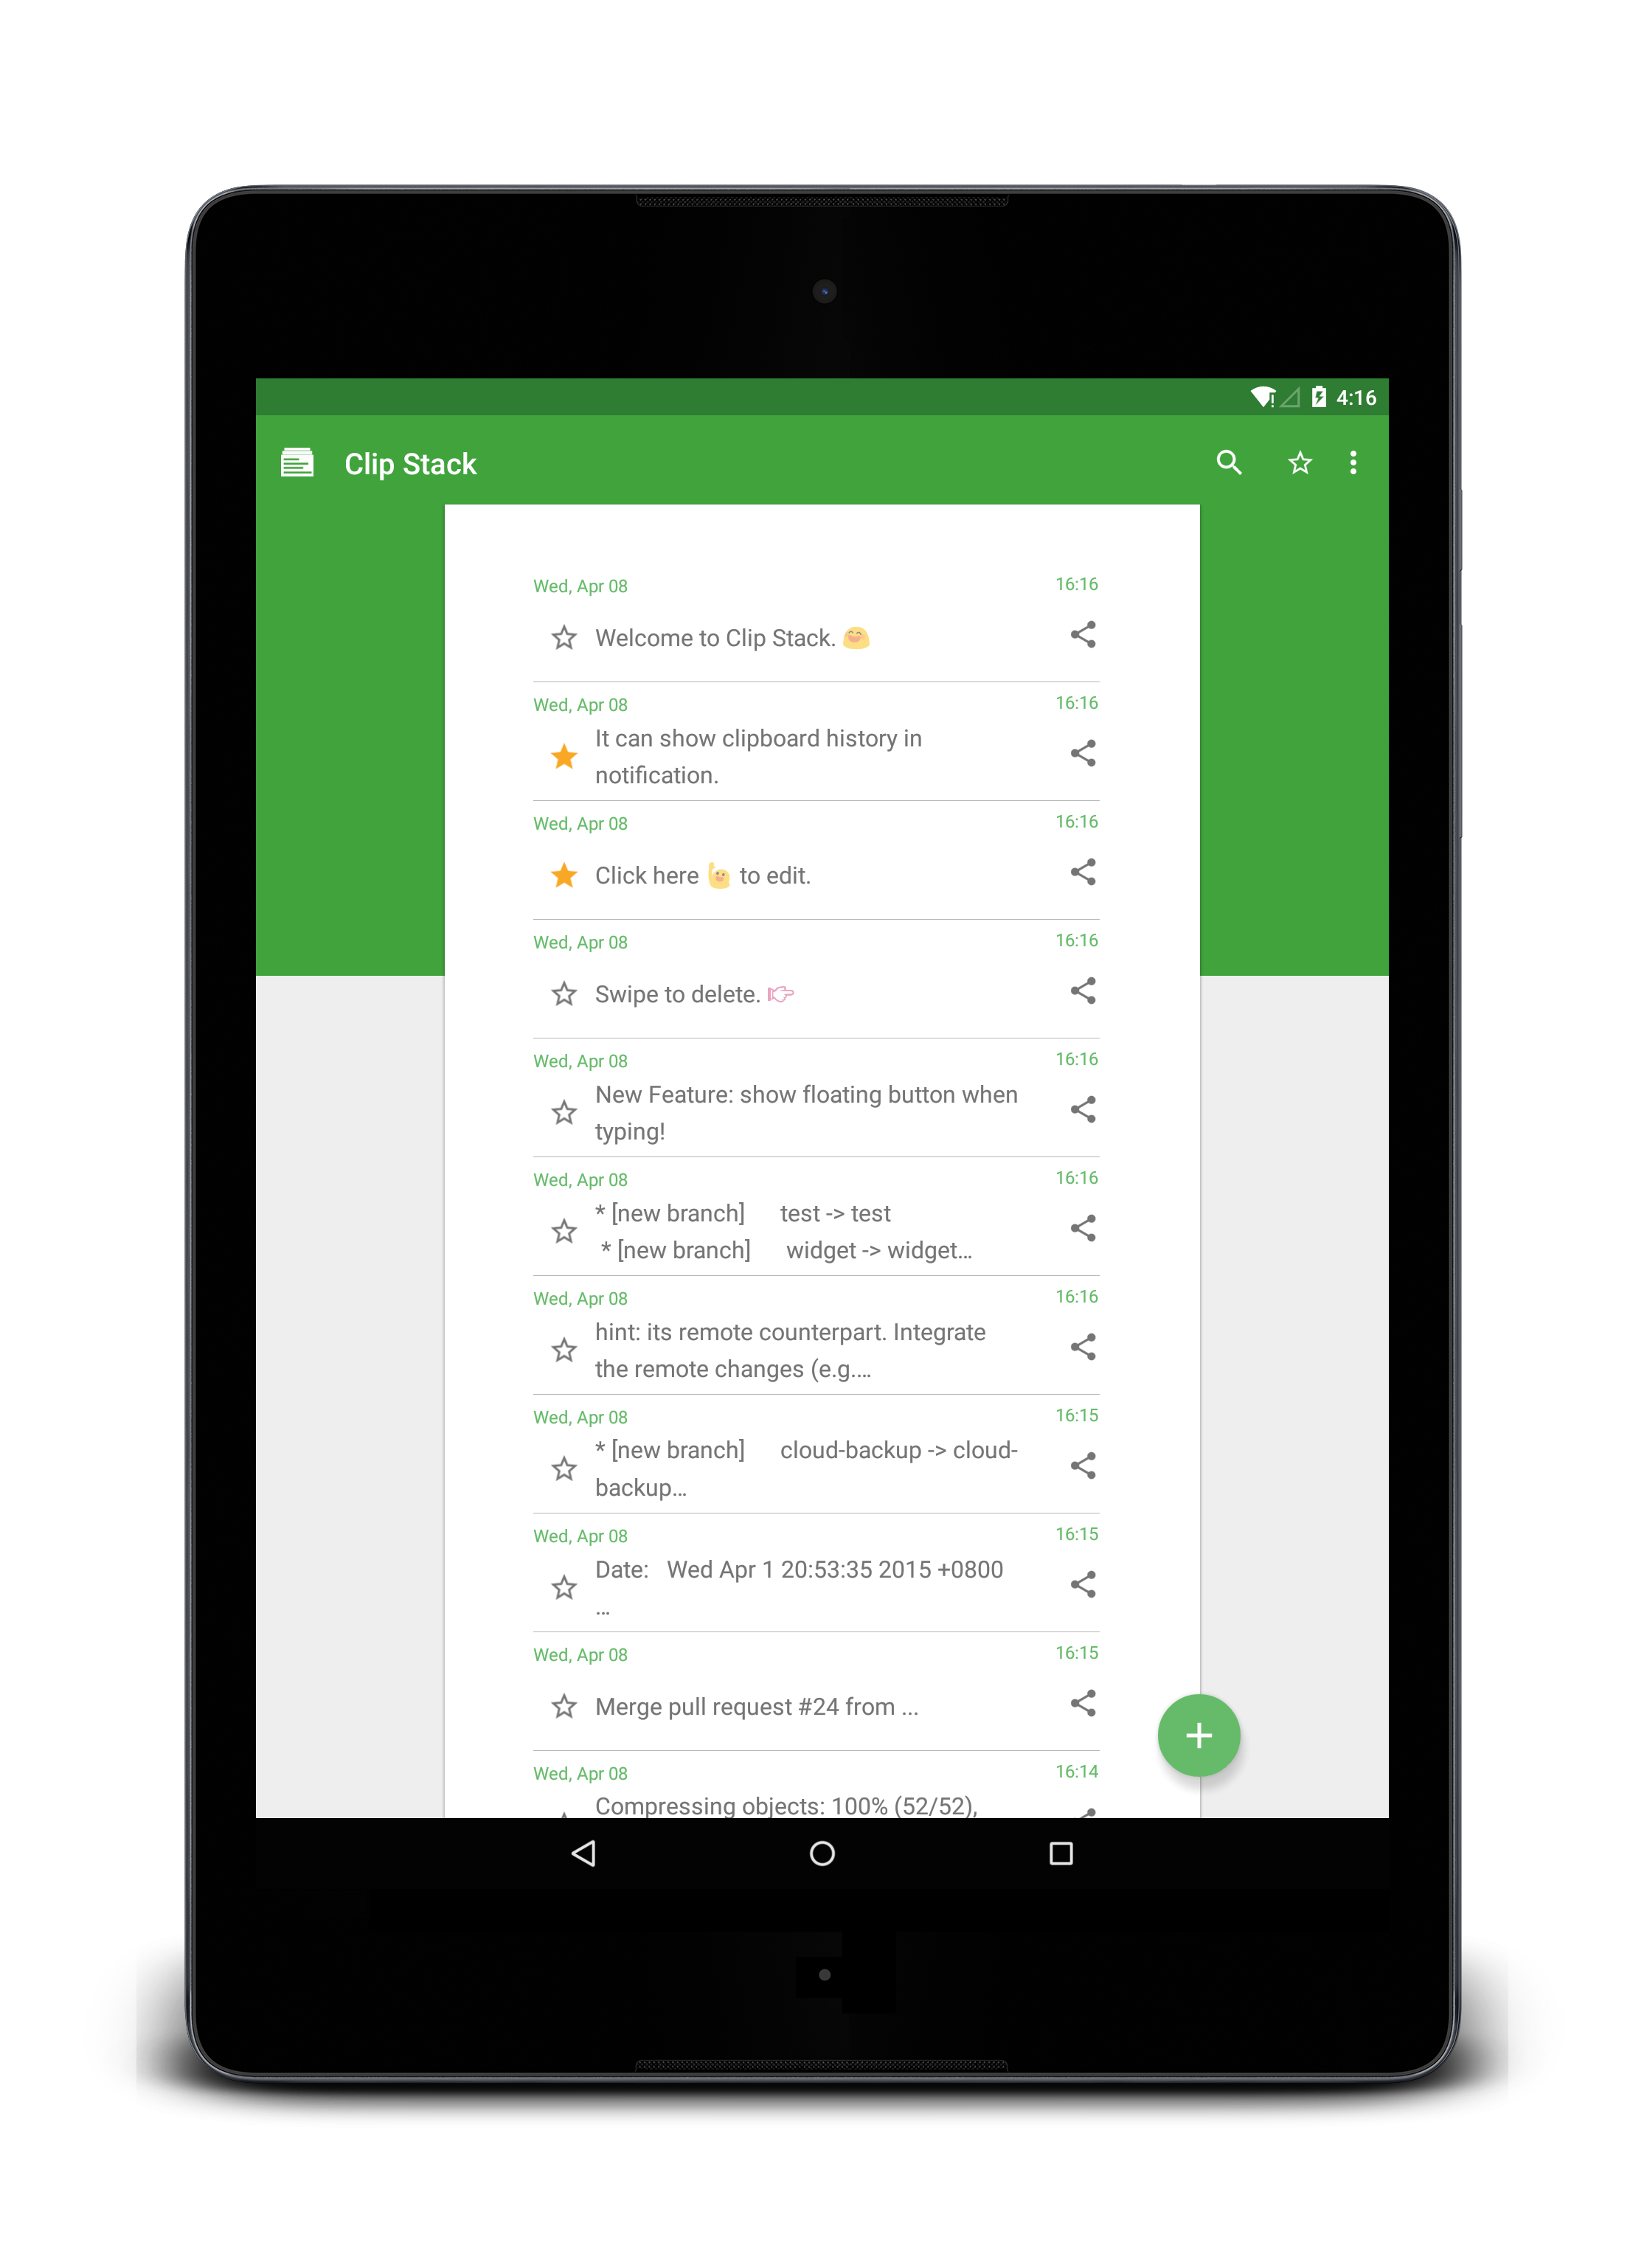 4:16
Clip Stack
Wed, Apr 08 16:16
Welcome to Clip Stack. 😄
Wed, Apr 08 16:16
It can show clipboard history in
notification.
Wed, Apr 08 16:16
Click here 🙋 to edit.
Wed, Apr 08 16:16
Swipe to delete. 👉
Wed, Apr 08 16:16
New Feature: show floating button when
typing!
Wed, Apr 08 16:16
* [new branch]      test -> test
 * [new branch]      widget -> widget…
Wed, Apr 08 16:16
hint: its remote counterpart. Integrate
the remote changes (e.g.…
Wed, Apr 08 16:15
* [new branch]      cloud-backup -> cloud-
backup…
Wed, Apr 08 16:15
Date:   Wed Apr 1 20:53:35 2015 +0800
…
Wed, Apr 08 16:15
Merge pull request #24 from ...
Wed, Apr 08 16:14
Compressing objects: 100% (52/52),